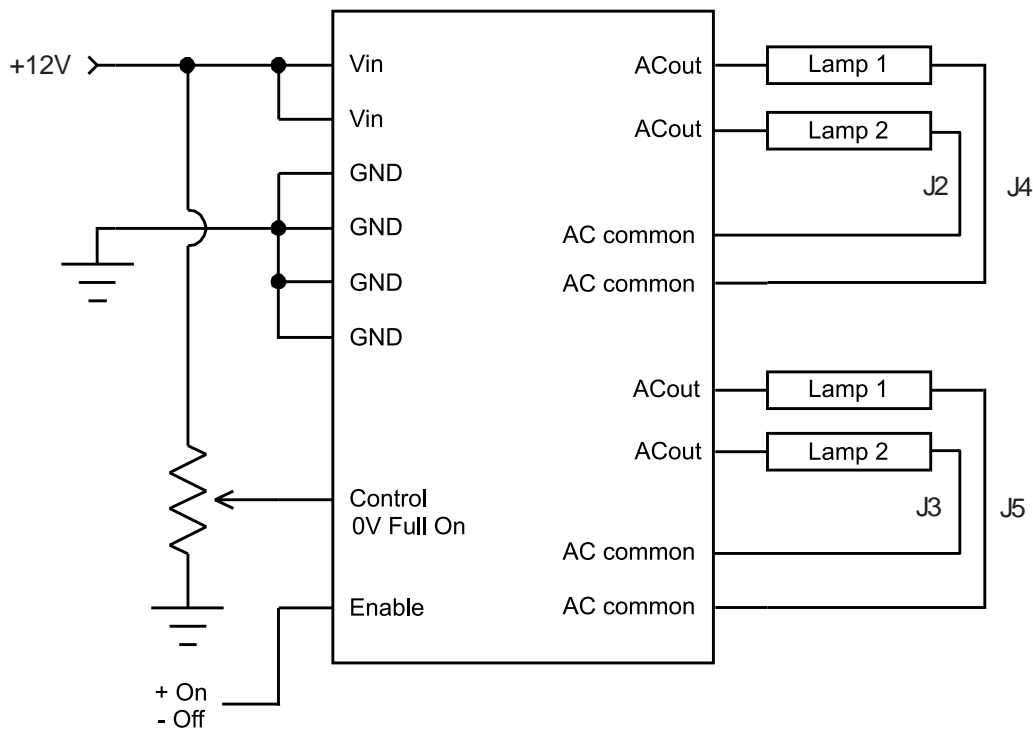 +12V
Vin
Vin
GND
GND
GND
GND
Control
0V Full On
Enable
+ On
- Off
ACout
Lamp 1
ACout
Lamp 2
J2
J4
AC common
AC common
ACout
Lamp 1
ACout
Lamp 2
J3
J5
AC common
AC common